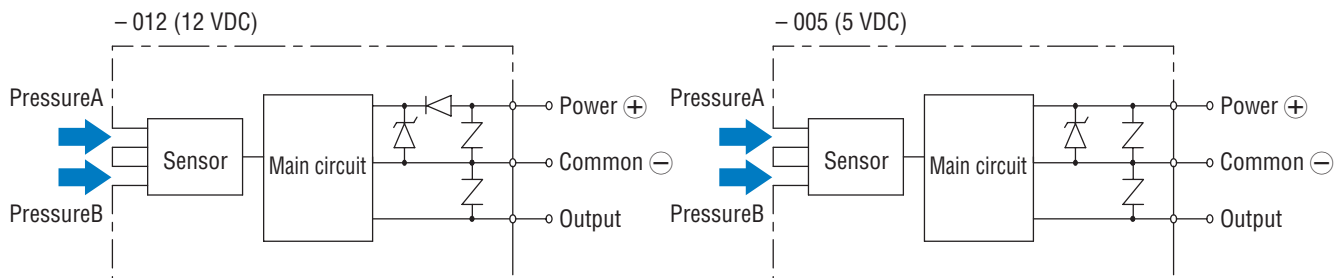 – 012 (12 VDC)
PressureA
PressureB
Sensor
Main circuit
Power ⊕
Common ⊖
Output
– 005 (5 VDC)
PressureA
PressureB
Sensor
Main circuit
Power ⊕
Common ⊖
Output